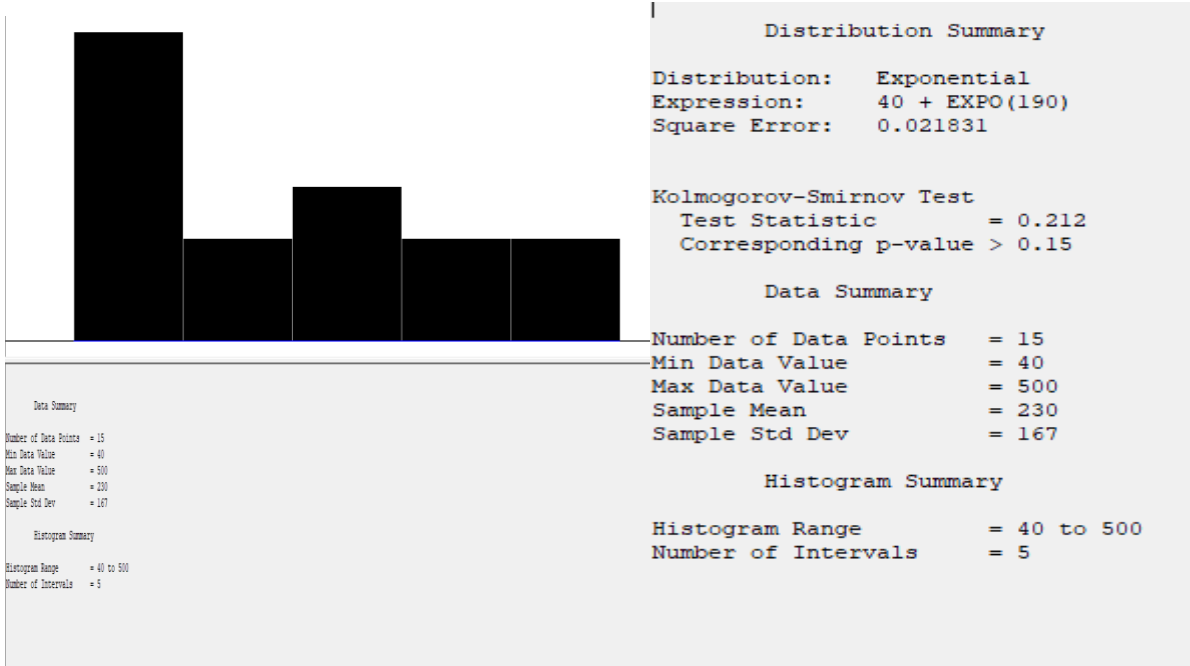 Distribution Summary
Distribution: Exponential
Expression: 40 + EXPO(190)
Square Error: 0.021831
Kolmogorov-Smirnov Test
Test Statistic = 0.212
Corresponding p-value > 0.15
Data Summary
Number of Data Points = 15
Min Data Value = 40
Max Data Value = 500
Sample Mean = 230
Sample Std Dev = 167
Histogram Summary
Histogram Range = 40 to 500
Number of Intervals = 5
Data Summary
Number of Data Points = 15
Min Data Value = 40
Max Data Value = 500
Sample Mean = 230
Sample Std Dev = 167
Histogram Summary
Histogram Range = 40 to 500
Number of Intervals = 5